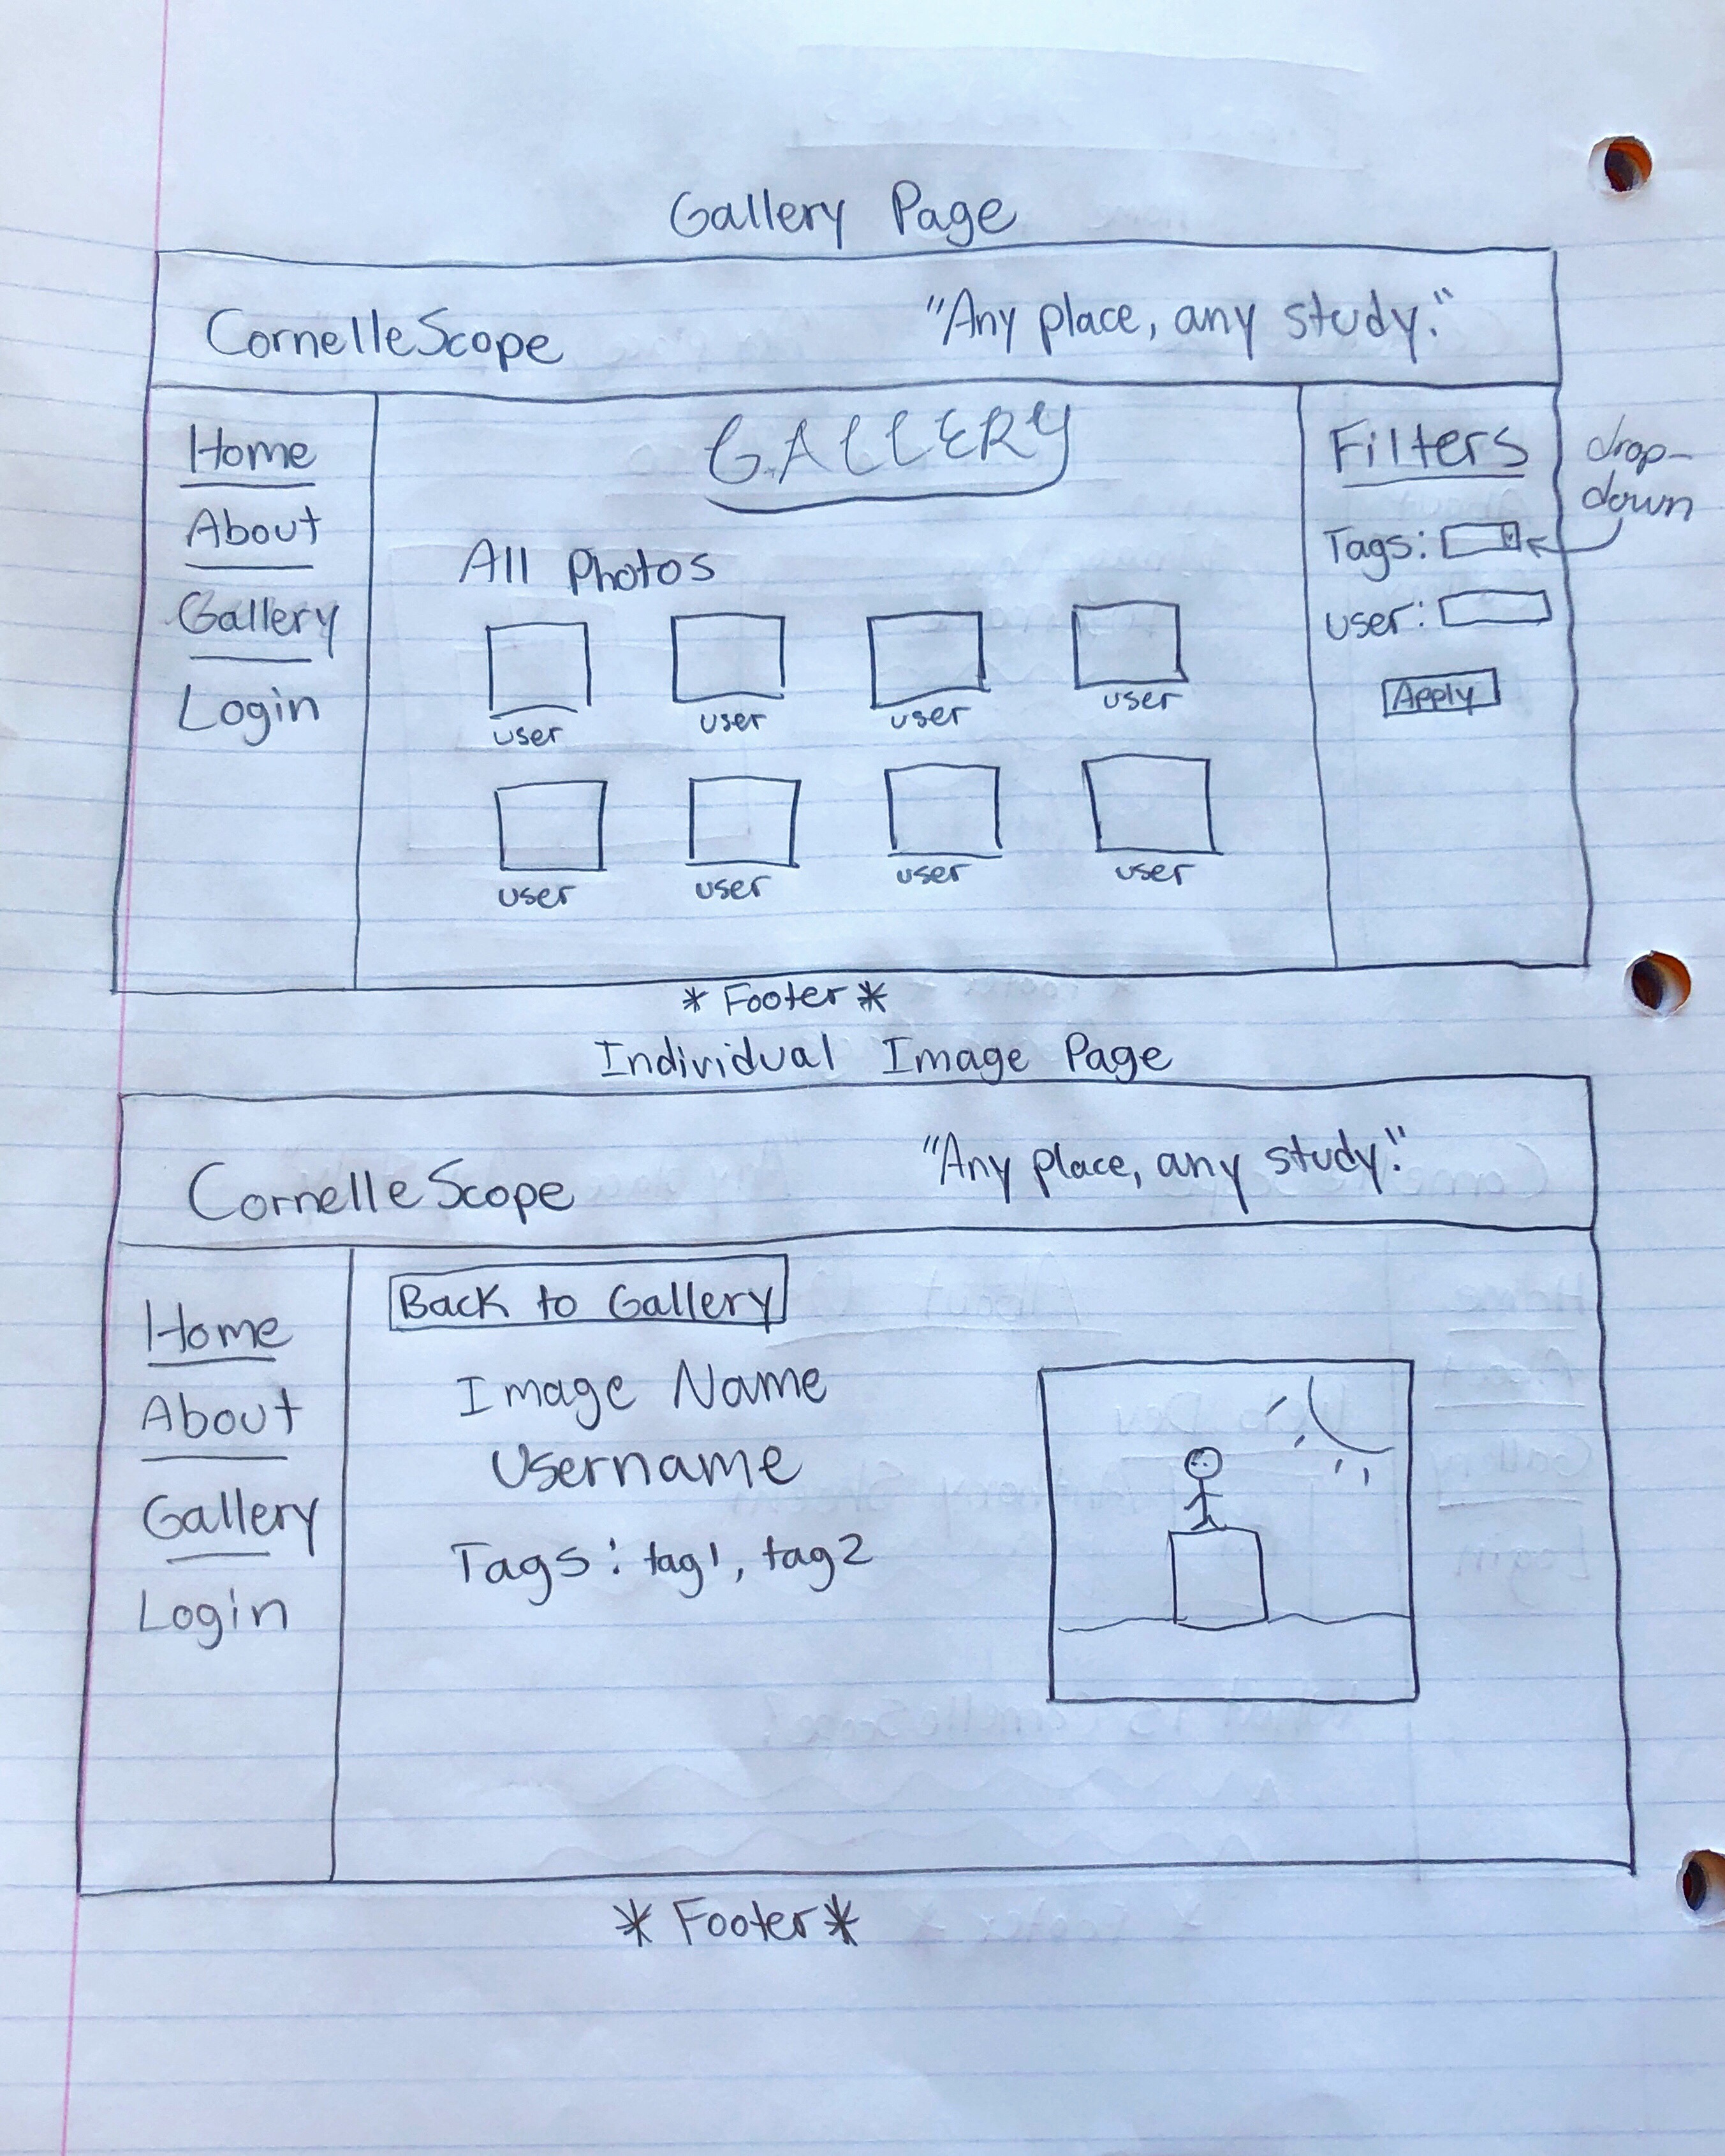 Gallery Page
CornelleScope
"Any place, any study."
Home
About
Gallery
Login
GALLERY
All Photos
user
user
user
user
user
user
user
user
Filters
Tags:
user:
Apply
drop-
down
* Footer *
Individual Image Page
CornelleScope
"Any place, any study."
Home
About
Gallery
Login
Back to Gallery
Image Name
Username
Tags: tag1, tag2
* Footer *